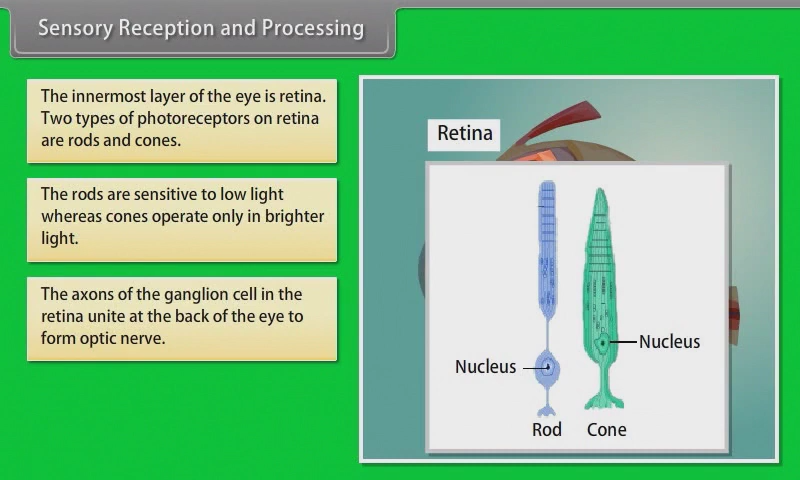 Sensory Reception and Processing
The innermost layer of the eye is retina.
Two types of photoreceptors on retina
are rods and cones.
The rods are sensitive to low light
whereas cones operate only in brighter
light.
The axons of the ganglion cell in the
retina unite at the back of the eye to
form optic nerve.
Retina
Nucleus
Nucleus
Rod
Cone